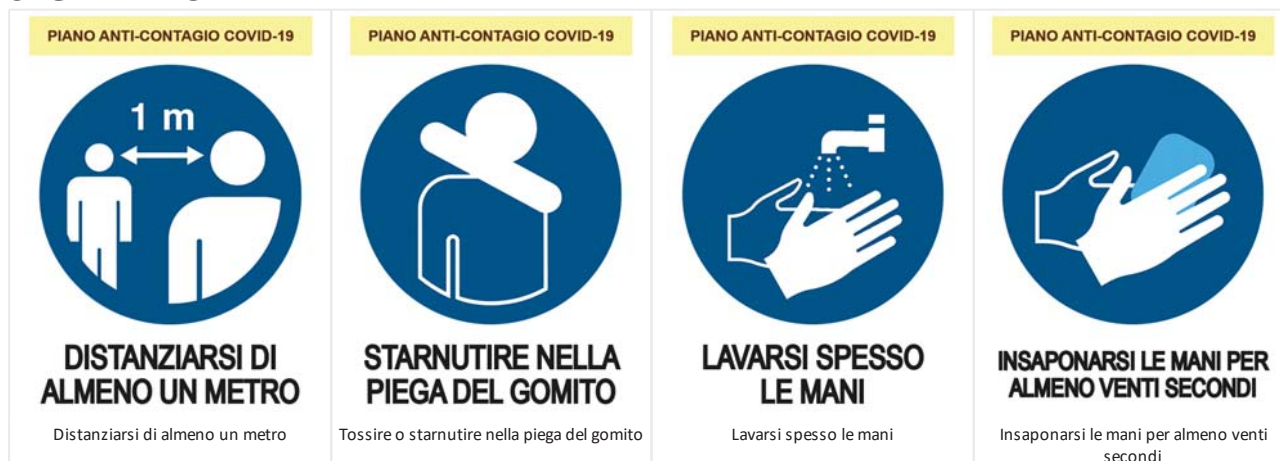 PIANO ANTI-CONTAGIO COVID-19
1 m
DISTANZIARSI DI
ALMENO UN METRO
Distanziarsi di almeno un metro
PIANO ANTI-CONTAGIO COVID-19
STARNUTIRE NELLA
PIEGA DEL GOMITO
Tossire o starnutire nella piega del gomito
PIANO ANTI-CONTAGIO COVID-19
LAVARSI SPESSO
LE MANI
Lavarsi spesso le mani
PIANO ANTI-CONTAGIO COVID-19
INSAPONARSI LE MANI PER
ALMENO VENTI SECONDI
Insaponarsi le mani per almeno venti
secondi